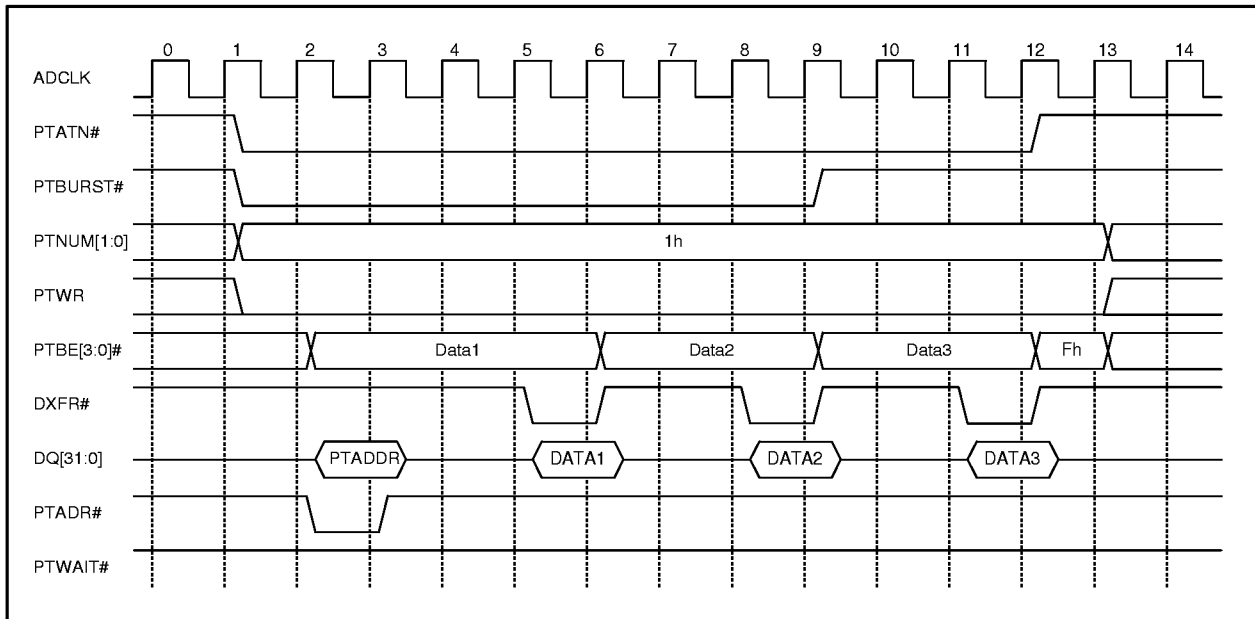 0 1 2 3 4 5 6 7 8 9 10 11 12 13 14
ADCLK
PTATN#
PTBURST#
PTNUM[1:0] 1h
PTWR
PTBE[3:0]# Data1 Data2 Data3 Fh
DXFR#
DQ[31:0] PTADDR DATA1 DATA2 DATA3
PTADR#
PTWAIT#